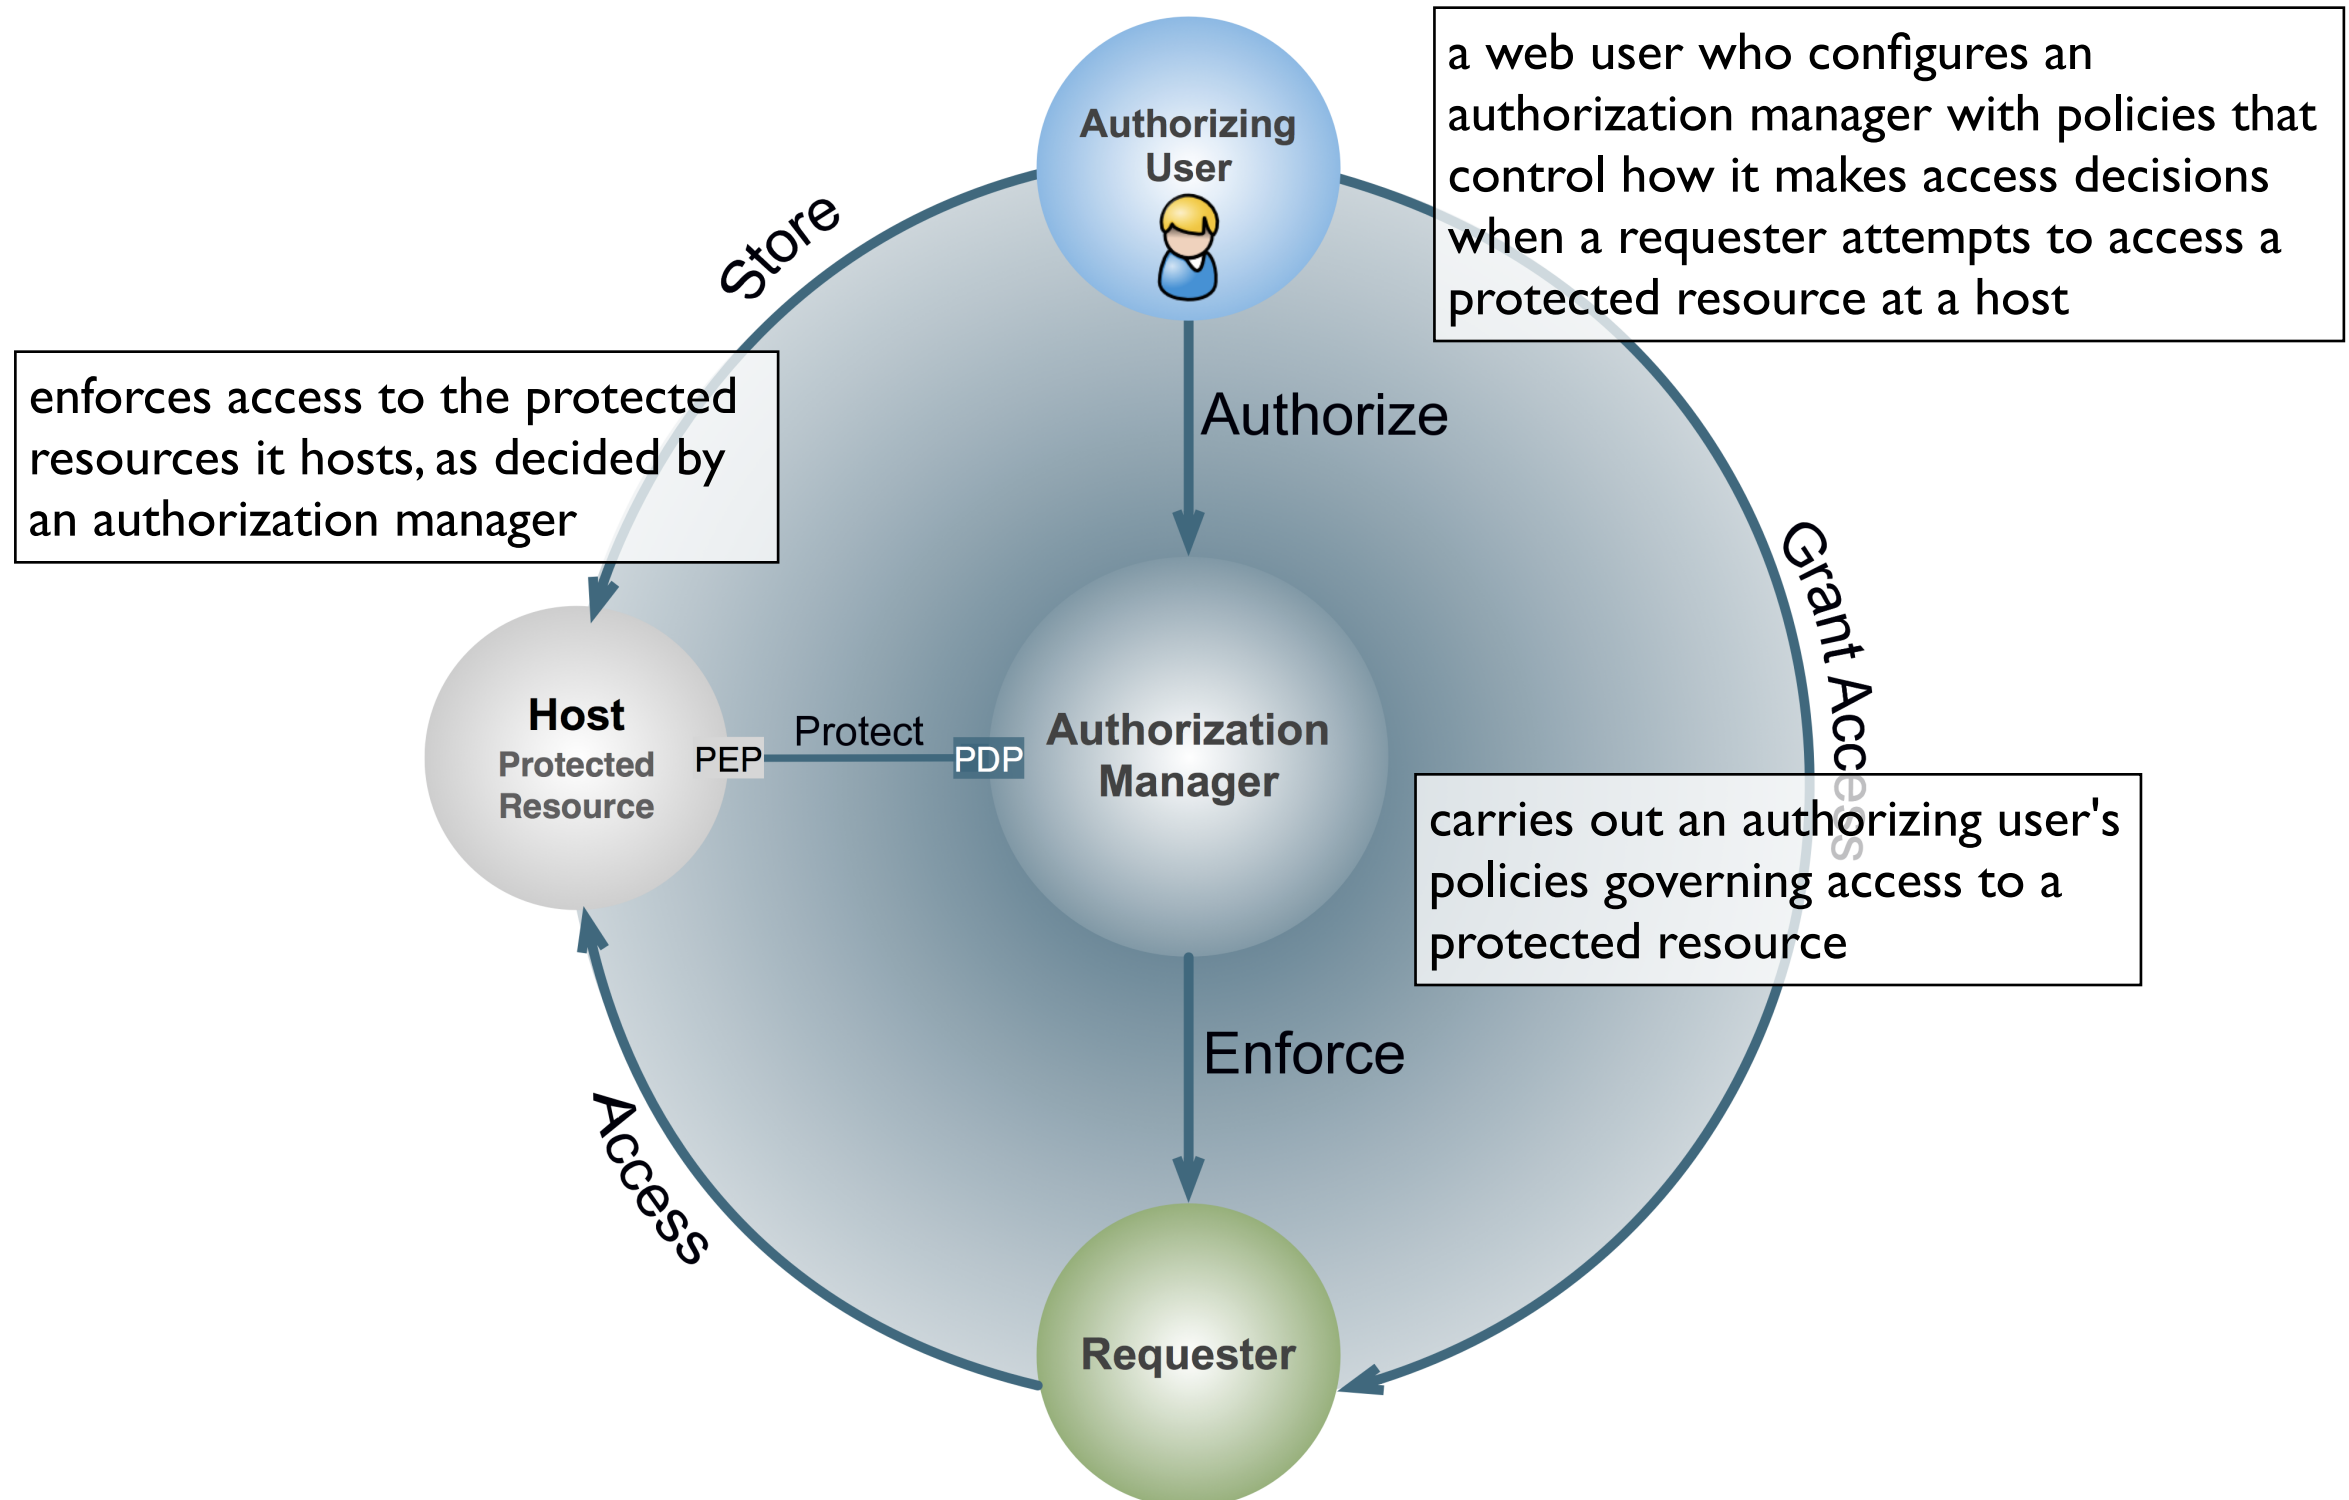 Authorizing
User
a web user who configures an
authorization manager with policies that
control how it makes access decisions
when a requester attempts to access a
protected resource at a host
Store
enforces access to the protected
resources it hosts, as decided by
an authorization manager
Authorize
Grant Access
Host
Protected
Resource
PEP
Protect
PDP
Authorization
Manager
carries out an authorizing user's
policies governing access to a
protected resource
Enforce
Access
Requester